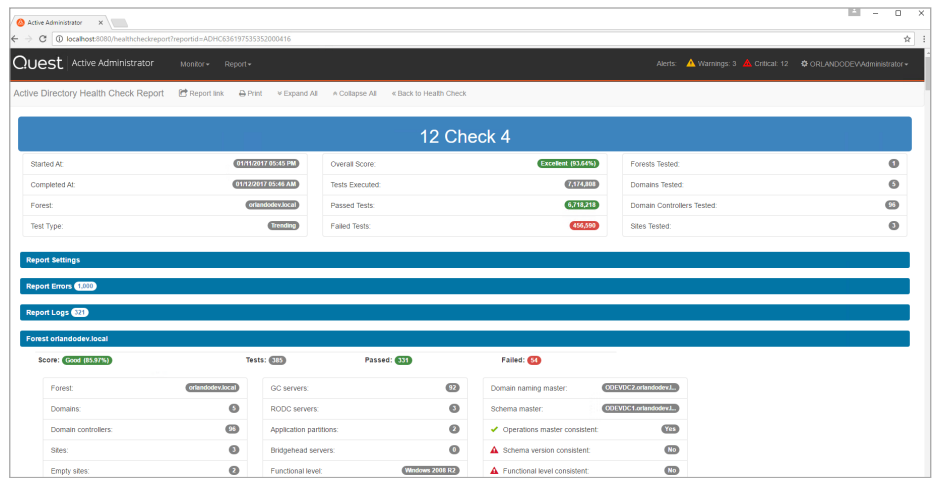 Active Administrator
localhost:8080/healthcheckreport?reportid=ADHC636197535352000416
Quest Active Administrator Monitor Report Alerts: Warnings: 3 Critical: 12 ORLANDODEV\Administrator
Active Directory Health Check Report Report link Print Expand All Collapse All Back to Health Check
12 Check 4
Started At: 01/11/2017 05:45 PM Overall Score: Excellent (93.64%) Forests Tested: 1
Completed At: 01/12/2017 05:46 AM Tests Executed: 7,174,808 Domains Tested: 5
Forest: orlandodev.local Passed Tests: 6,718,218 Domain Controllers Tested: 96
Test Type: Trending Failed Tests: 456,590 Sites Tested: 3
Report Settings
Report Errors 1,000
Report Logs 321
Forest orlandodev.local
Score: Good (85.97%) Tests: 385 Passed: 331 Failed: 54
Forest: orlandodev.local GC servers: 92 Domain naming master: ODEVDC2.orlandodev.l...
Domains: 5 RODC servers: 3 Schema master: ODEVDC1.orlandodev.l...
Domain controllers: 96 Application partitions: 2 Operations master consistent: Yes
Sites: 3 Bridgehead servers: 0 Schema version consistent: No
Empty sites: 2 Functional level: Windows 2008 R2 Functional level consistent: No